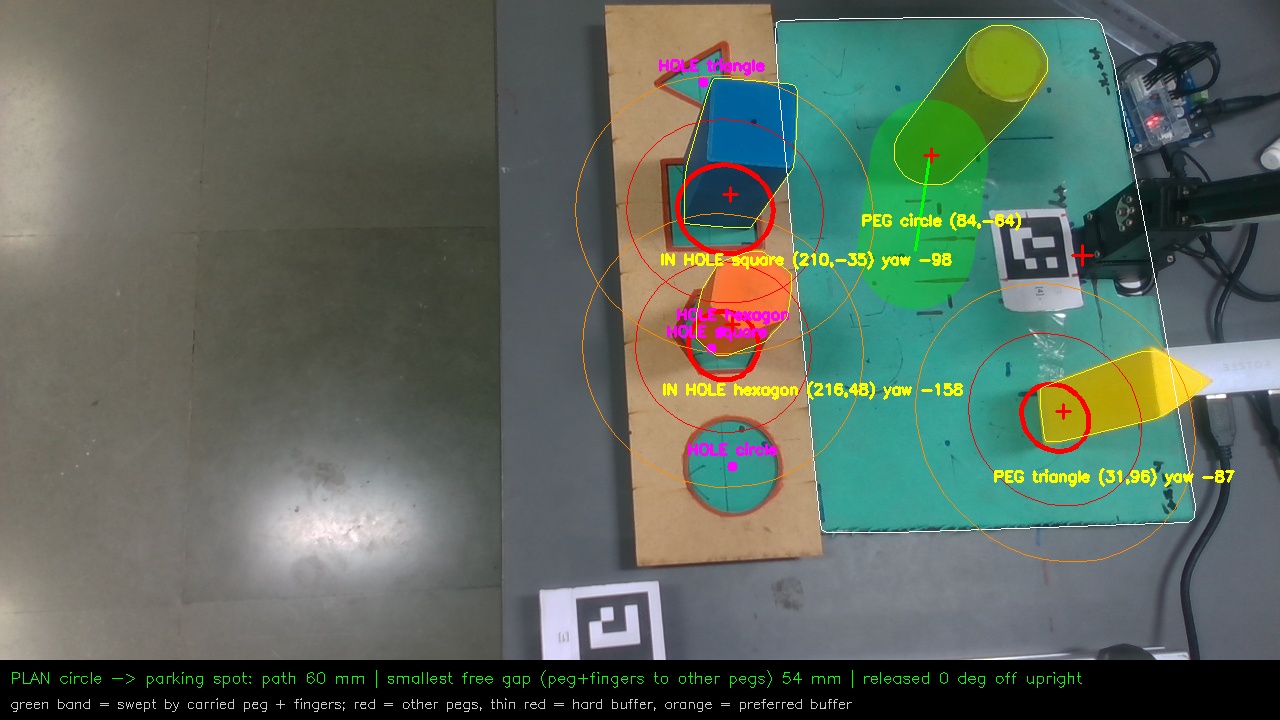 HOLE triangle
PEG circle (84,-64)
IN HOLE square (210,-35) yaw -98
HOLE hexagon
HOLE square
IN HOLE hexagon (216,48) yaw -158
HOLE circle
PEG triangle (31,96) yaw -87
PLAN circle -> parking spot: path 60 mm | smallest free gap (peg+fingers to other pegs) 54 mm | released 0 deg off upright
green band = swept by carried peg + fingers; red = other pegs, thin red = hard buffer, orange = preferred buffer